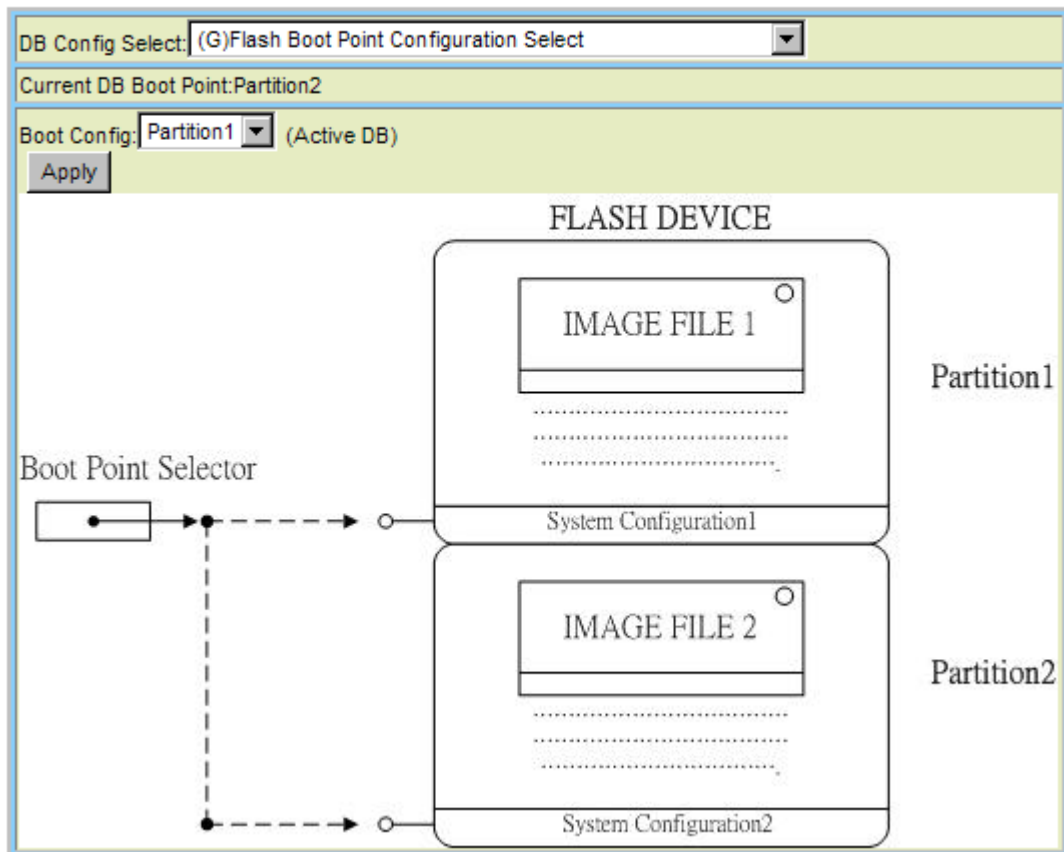 DB Config Select: (G)Flash Boot Point Configuration Select
Current DB Boot Point:Partition2
Boot Config: Partition1 (Active DB)
Apply
FLASH DEVICE
IMAGE FILE 1
Partition1
Boot Point Selector
System Configuration1
IMAGE FILE 2
Partition2
System Configuration2